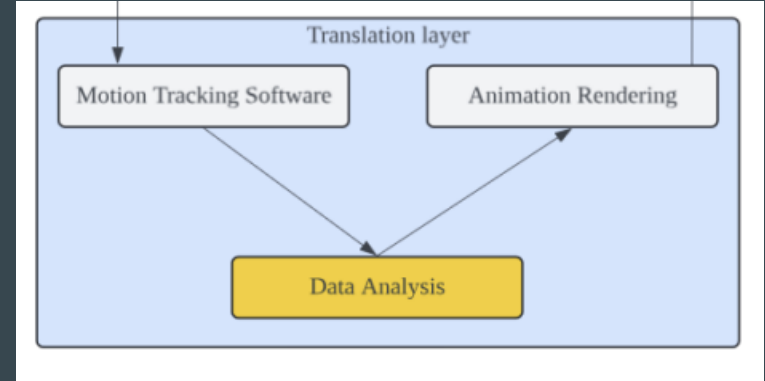 Translation layer
Motion Tracking Software
Animation Rendering
Data Analysis